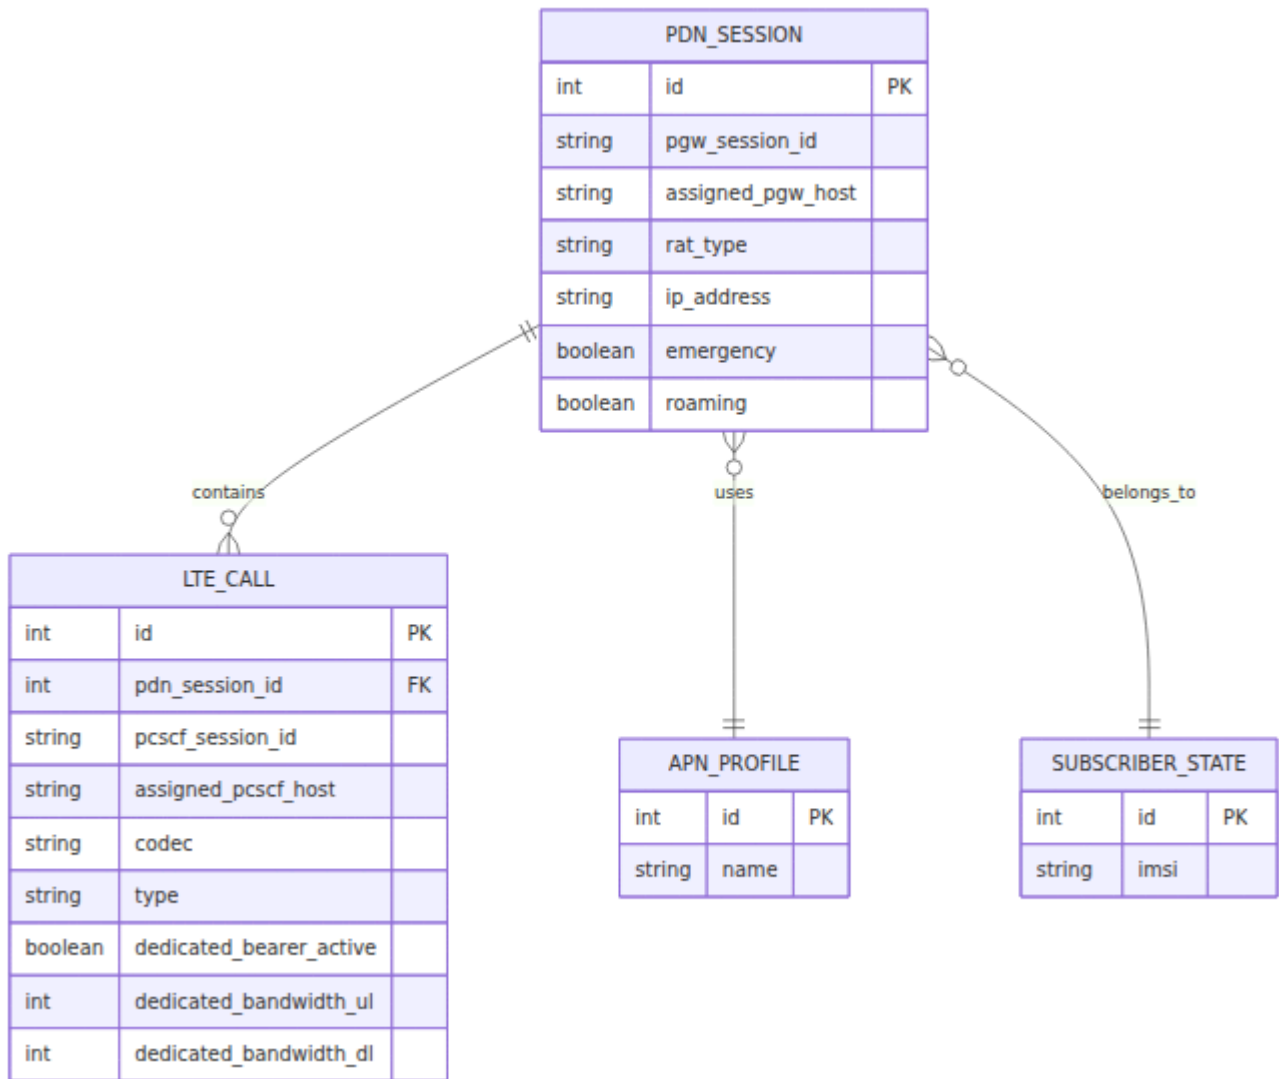 PDN_SESSION
int id PK
string pgw_session_id
string assigned_pgw_host
string rat_type
string ip_address
boolean emergency
boolean roaming
contains
uses
belongs_to
LTE_CALL
int id PK
int pdn_session_id FK
string pcscf_session_id
string assigned_pcscf_host
string codec
string type
boolean dedicated_bearer_active
int dedicated_bandwidth_ul
int dedicated_bandwidth_dl
APN_PROFILE
int id PK
string name
SUBSCRIBER_STATE
int id PK
string imsi